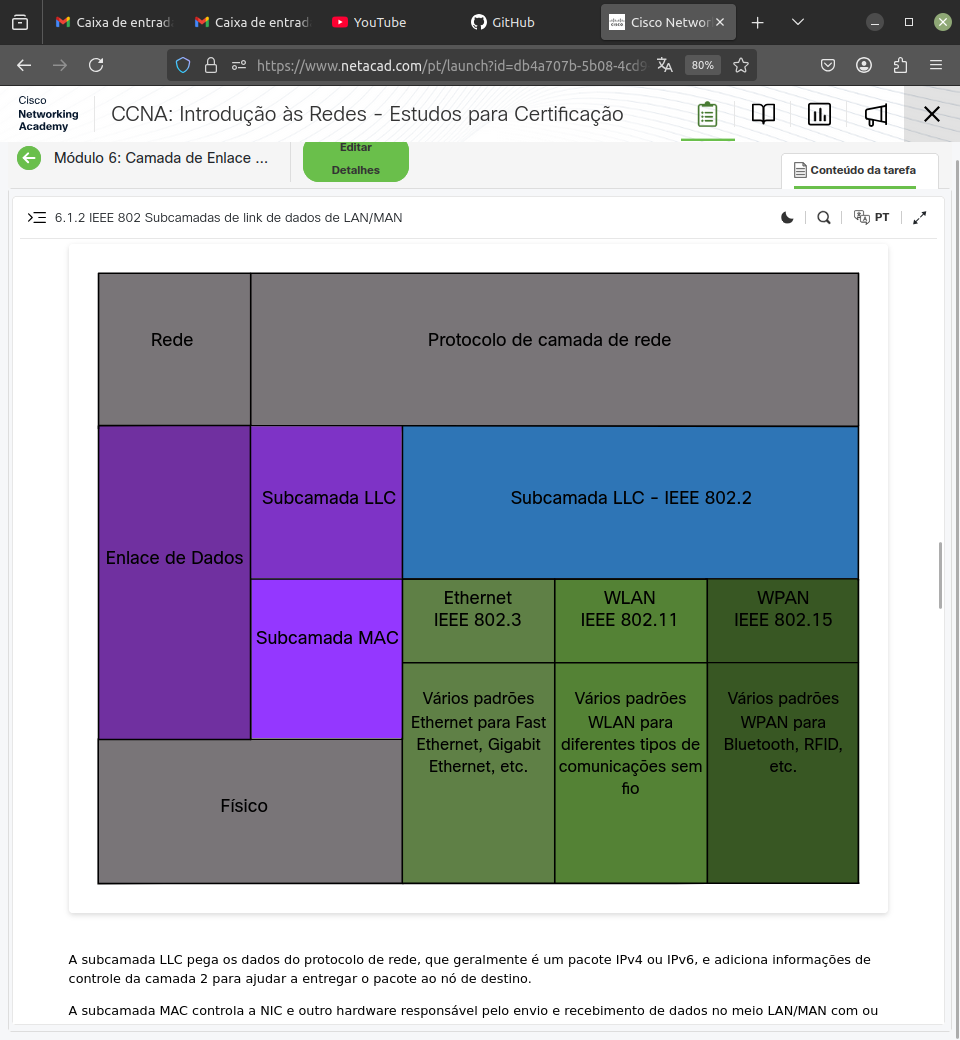 Caixa de entrad
Caixa de entrad
YouTube
GitHub
Cisco Networ
https://www.netacad.com/pt/launch?id=db4a707b-5b08-4cd9
80%
Cisco
Networking
Academy
CCNA: Introdução às Redes - Estudos para Certificação
Módulo 6: Camada de Enlace ...
Editar
Detalhes
Conteúdo da tarefa
6.1.2 IEEE 802 Subcamadas de link de dados de LAN/MAN
PT
Rede
Protocolo de camada de rede
Enlace de Dados
Subcamada LLC
Subcamada LLC - IEEE 802.2
Subcamada MAC
Ethernet
IEEE 802.3
WLAN
IEEE 802.11
WPAN
IEEE 802.15
Vários padrões
Ethernet para Fast
Ethernet, Gigabit
Ethernet, etc.
Vários padrões
WLAN para
diferentes tipos de
comunicações sem
fio
Vários padrões
WPAN para
Bluetooth, RFID,
etc.
Físico
A subcamada LLC pega os dados do protocolo de rede, que geralmente é um pacote IPv4 ou IPv6, e adiciona informações de
controle da camada 2 para ajudar a entregar o pacote ao nó de destino.
A subcamada MAC controla a NIC e outro hardware responsável pelo envio e recebimento de dados no meio LAN/MAN com ou